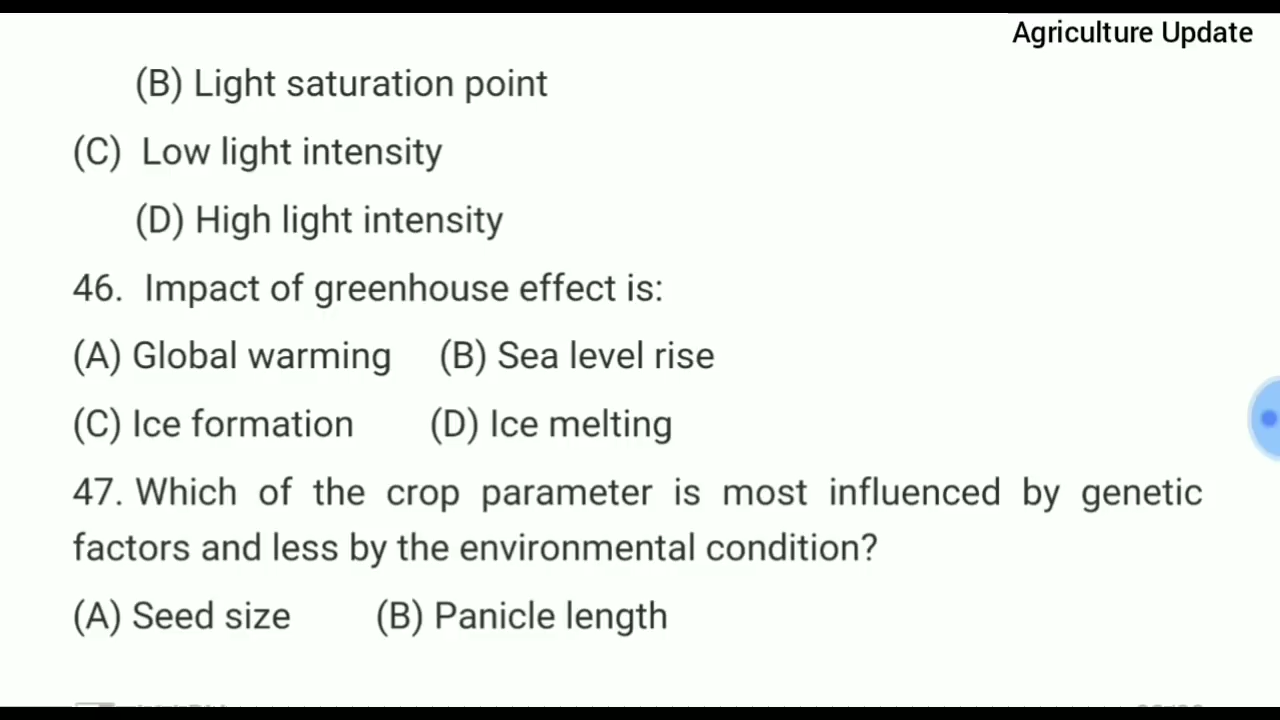 Agriculture Update
(B) Light saturation point
(C) Low light intensity
(D) High light intensity
46. Impact of greenhouse effect is:
(A) Global warming (B) Sea level rise
(C) Ice formation (D) Ice melting
47. Which of the crop parameter is most influenced by genetic
factors and less by the environmental condition?
(A) Seed size (B) Panicle length